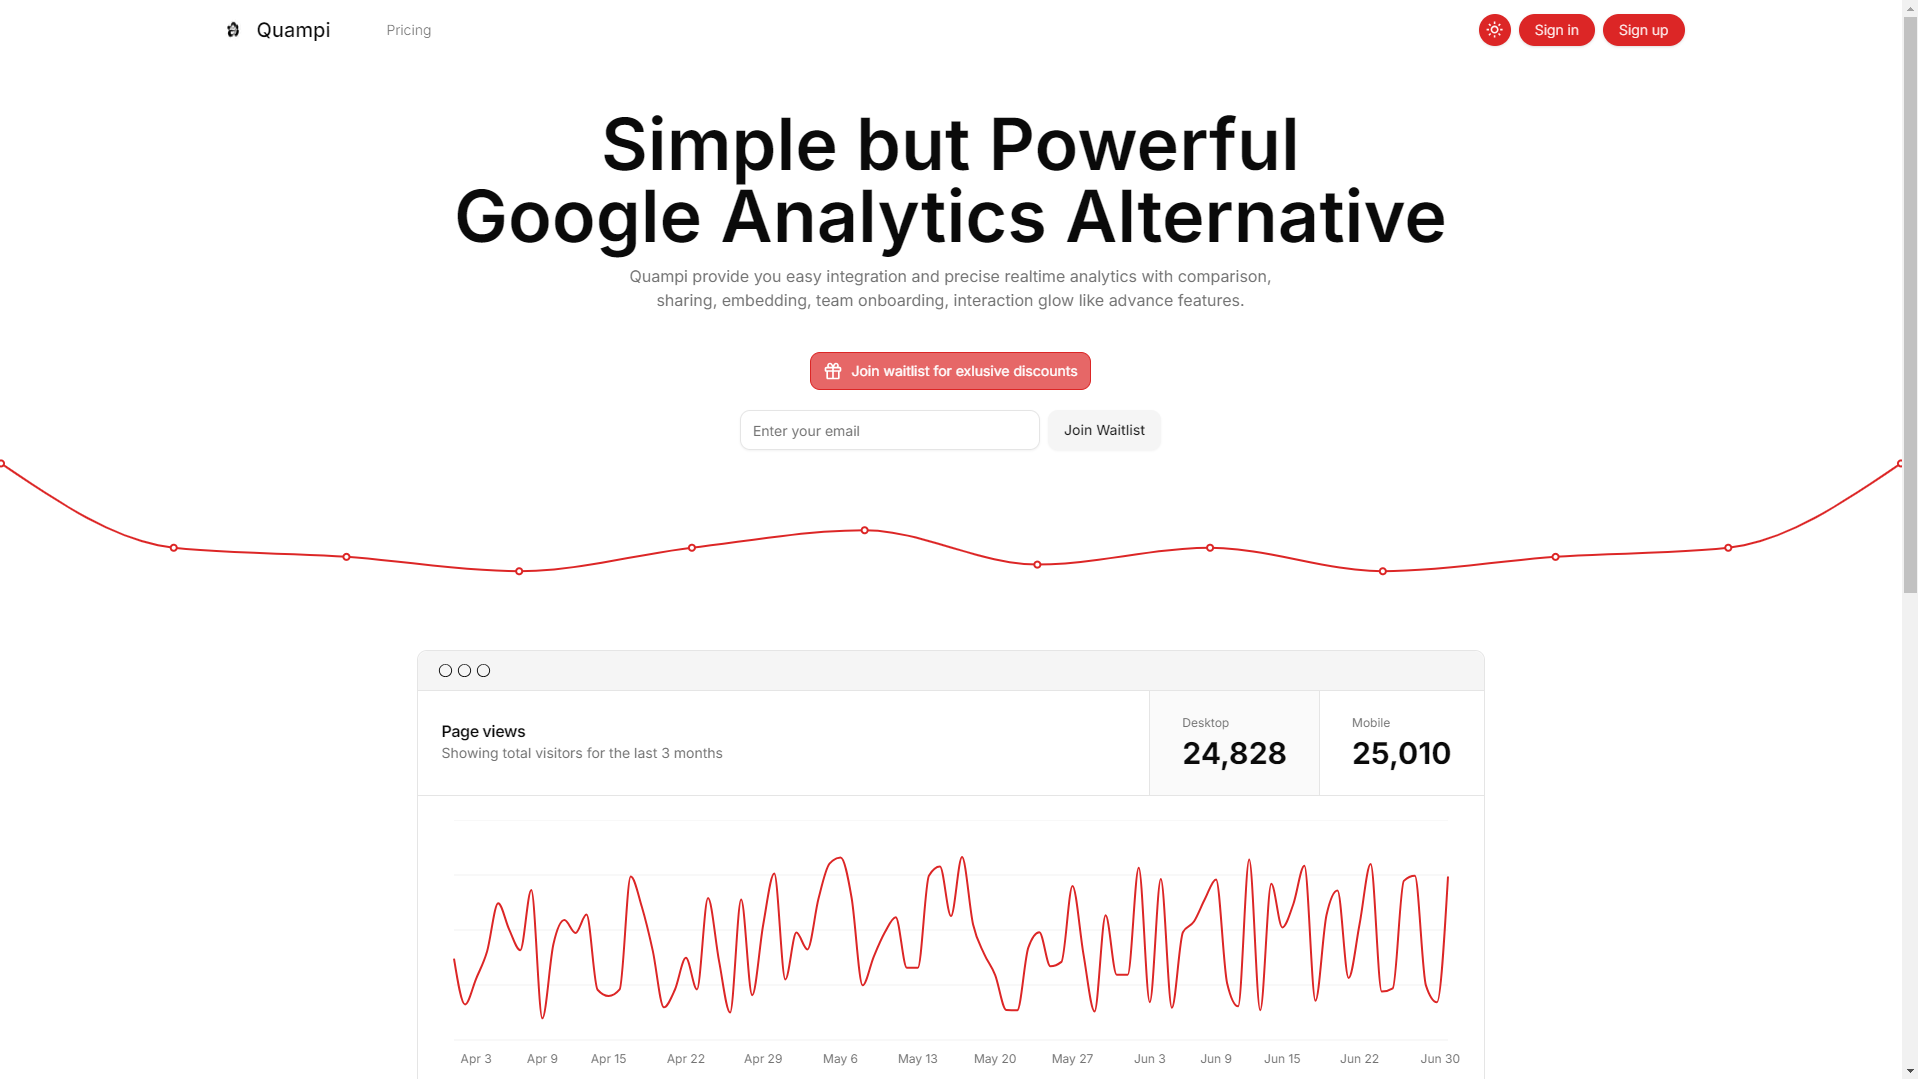 Quampi
Pricing
Sign in
Sign up
Simple but Powerful
Google Analytics Alternative
Quampi provide you easy integration and precise realtime analytics with comparison,
sharing, embedding, team onboarding, interaction glow like advance features.
Join waitlist for exlusive discounts
Enter your email
Join Waitlist
Page views
Showing total visitors for the last 3 months
Desktop
24,828
Mobile
25,010
Apr 3 Apr 9 Apr 15 Apr 22 Apr 29 May 6 May 13 May 20 May 27 Jun 3 Jun 9 Jun 15 Jun 22 Jun 30